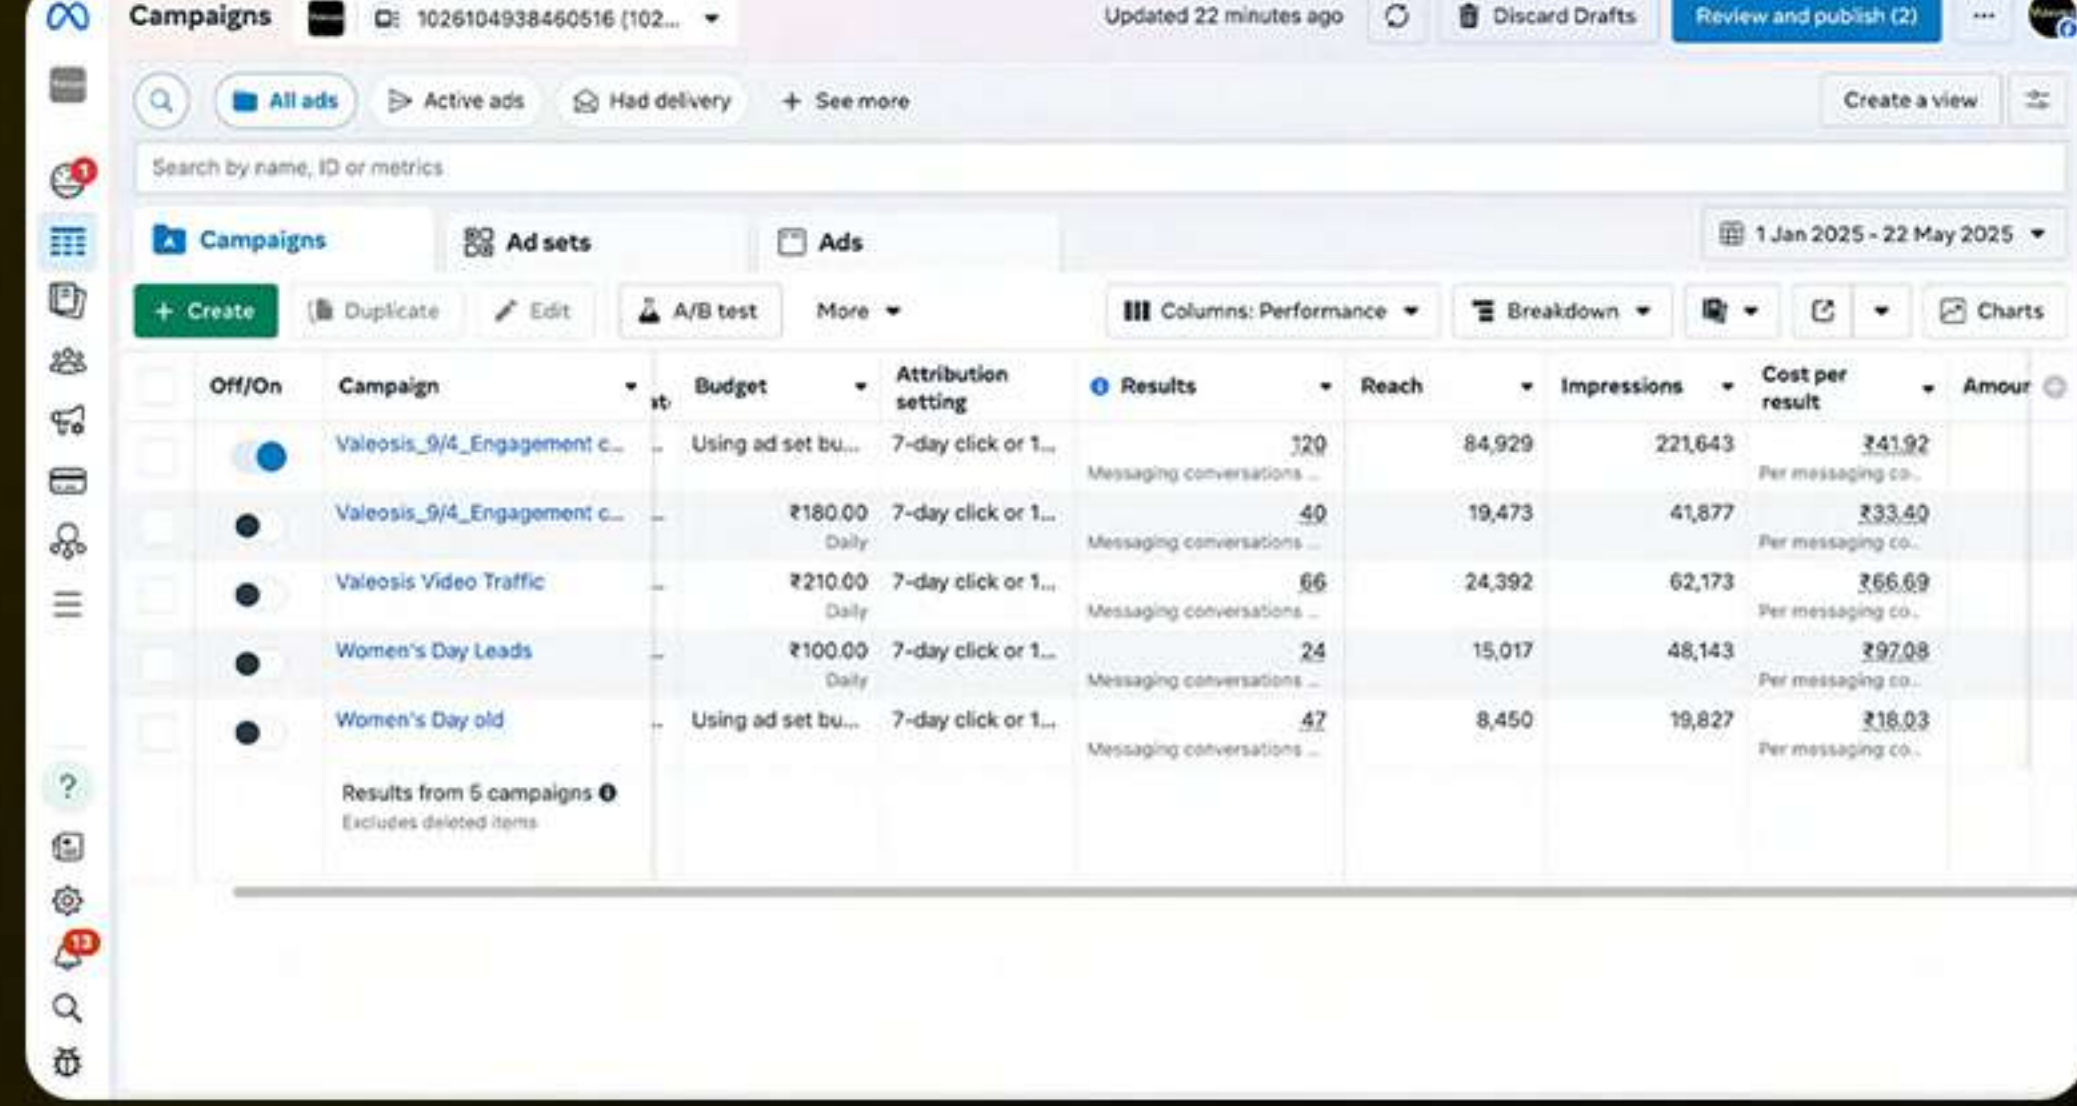 Campaigns 1026104938460516 (102... Updated 22 minutes ago Discard Drafts Review and publish (2) ...
All ads Active ads Had delivery + See more Create a view
1
Search by name, ID or metrics
Campaigns Ad sets Ads 1 Jan 2025 - 22 May 2025
+ Create Duplicate Edit A/B test More Columns: Performance Breakdown Charts
Off/On Campaign Budget Attribution setting Results Reach Impressions Cost per result Amour
Valeosis_9/4_Engagement c... ... Using ad set bu... 7-day click or 1... 120 84,929 221,643 ₹41.92
Messaging conversations ... Per messaging co...
Valeosis_9/4_Engagement c... ... ₹180.00 7-day click or 1... 40 19,473 41,877 ₹33.40
Daily Messaging conversations ... Per messaging co...
Valeosis Video Traffic ... ₹210.00 7-day click or 1... 66 24,392 62,173 ₹66.69
Daily Messaging conversations ... Per messaging co...
Women's Day Leads ... ₹100.00 7-day click or 1... 24 15,017 48,143 ₹97.08
Daily Messaging conversations ... Per messaging co...
Women's Day old ... Using ad set bu... 7-day click or 1... 47 8,450 19,827 ₹18.03
Messaging conversations ... Per messaging co...
Results from 5 campaigns
Excludes deleted items
?
13